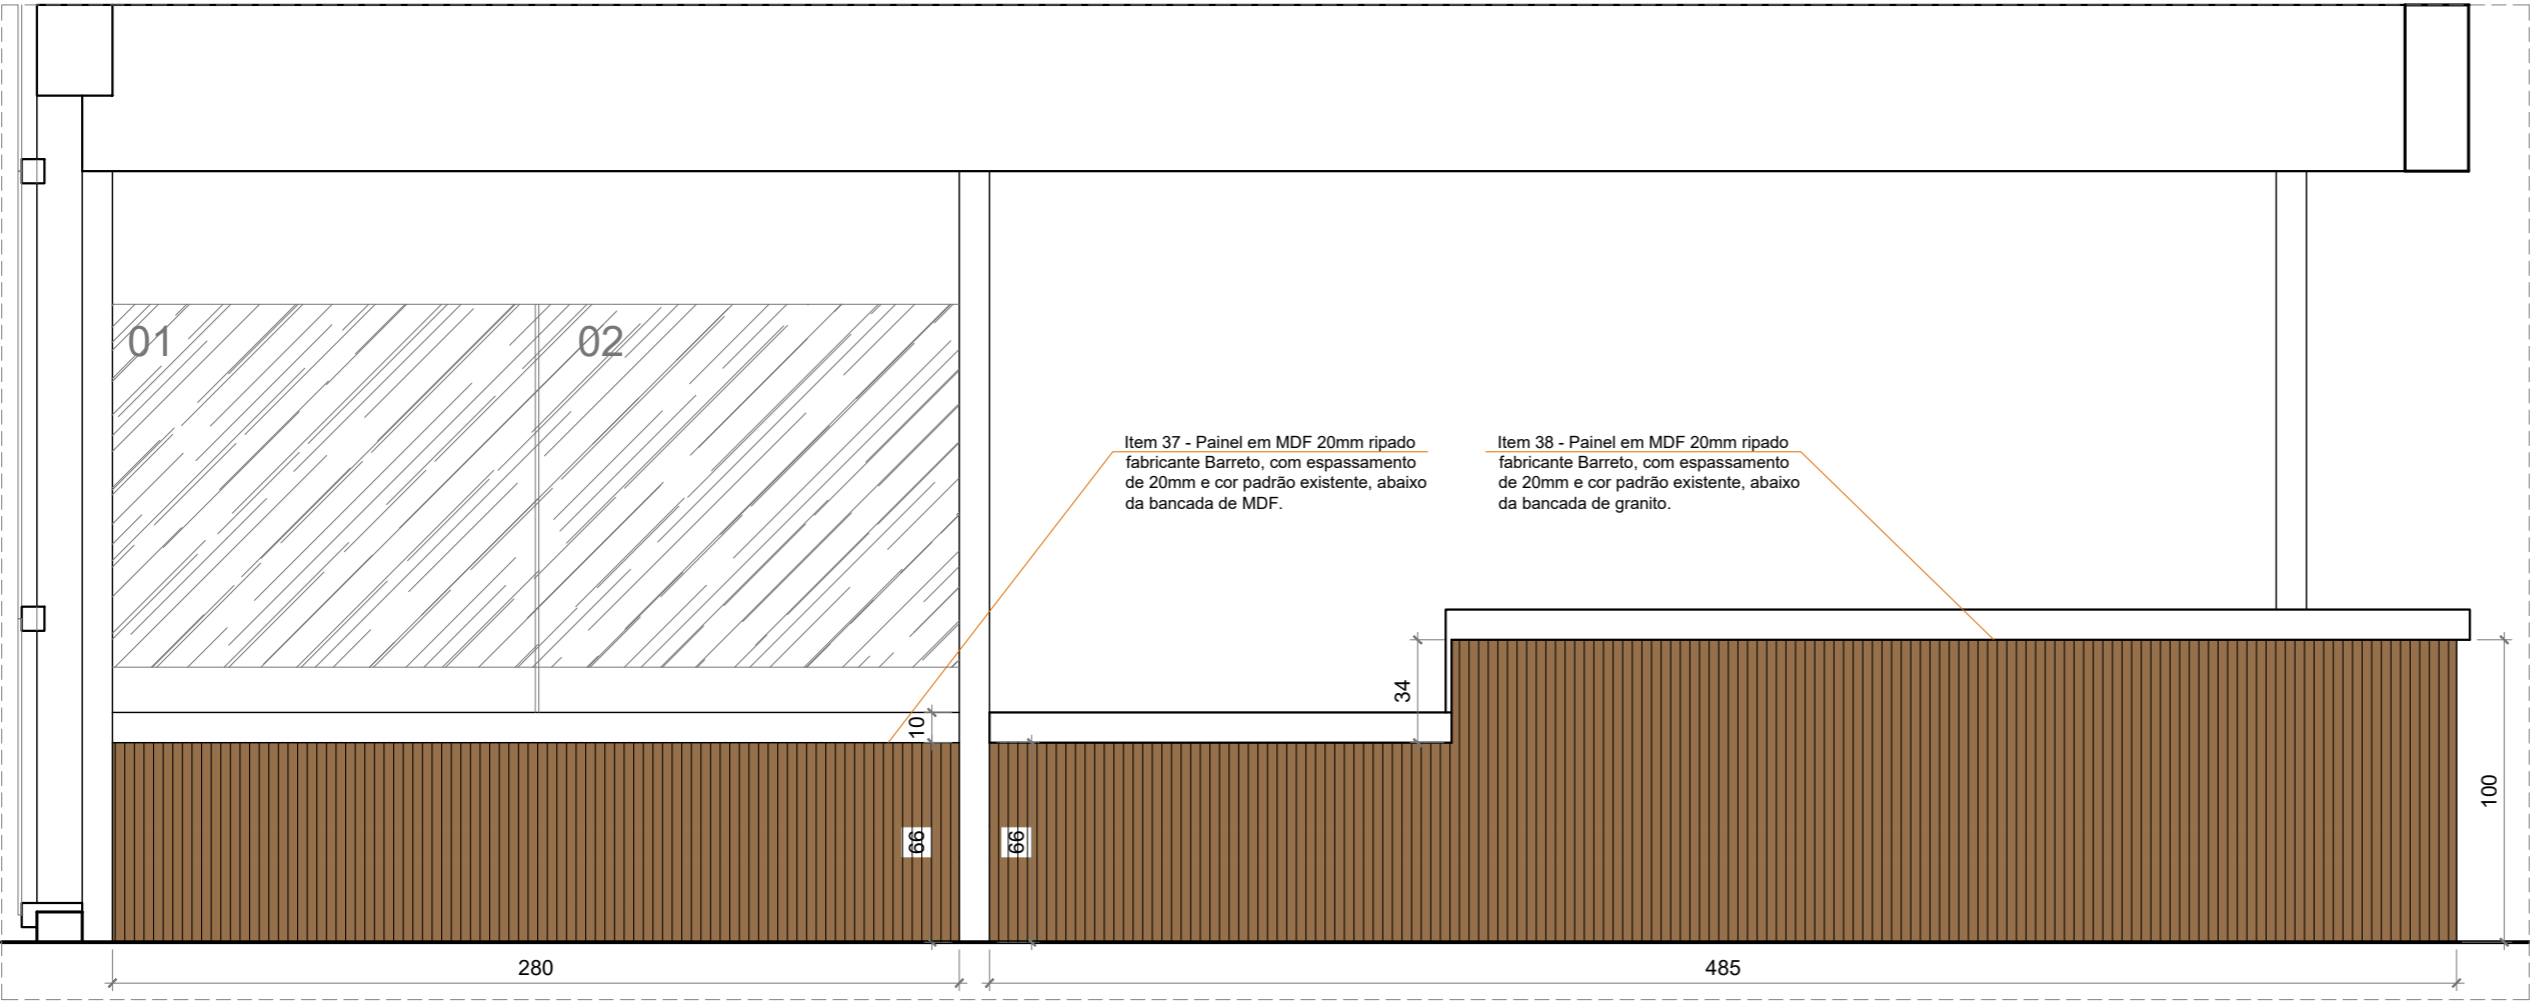 01
02
Item 37 - Painel em MDF 20mm ripado
fabricante Barreto, com espassamento
de 20mm e cor padrão existente, abaixo
da bancada de MDF.
Item 38 - Painel em MDF 20mm ripado
fabricante Barreto, com espassamento
de 20mm e cor padrão existente, abaixo
da bancada de granito.
34
10
100
66
66
280
485